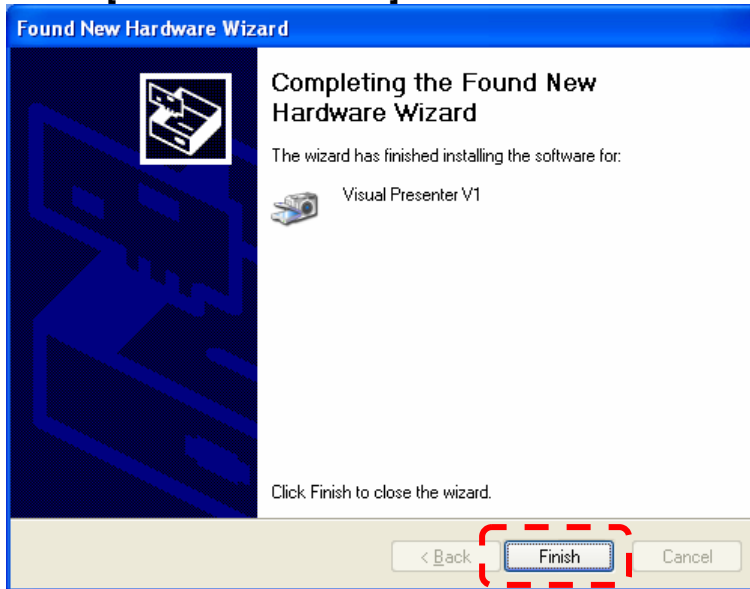 Found New Hardware Wizard
Completing the Found New
Hardware Wizard
The wizard has finished installing the software for:
Visual Presenter V1
Click Finish to close the wizard.
< Back
Finish
Cancel